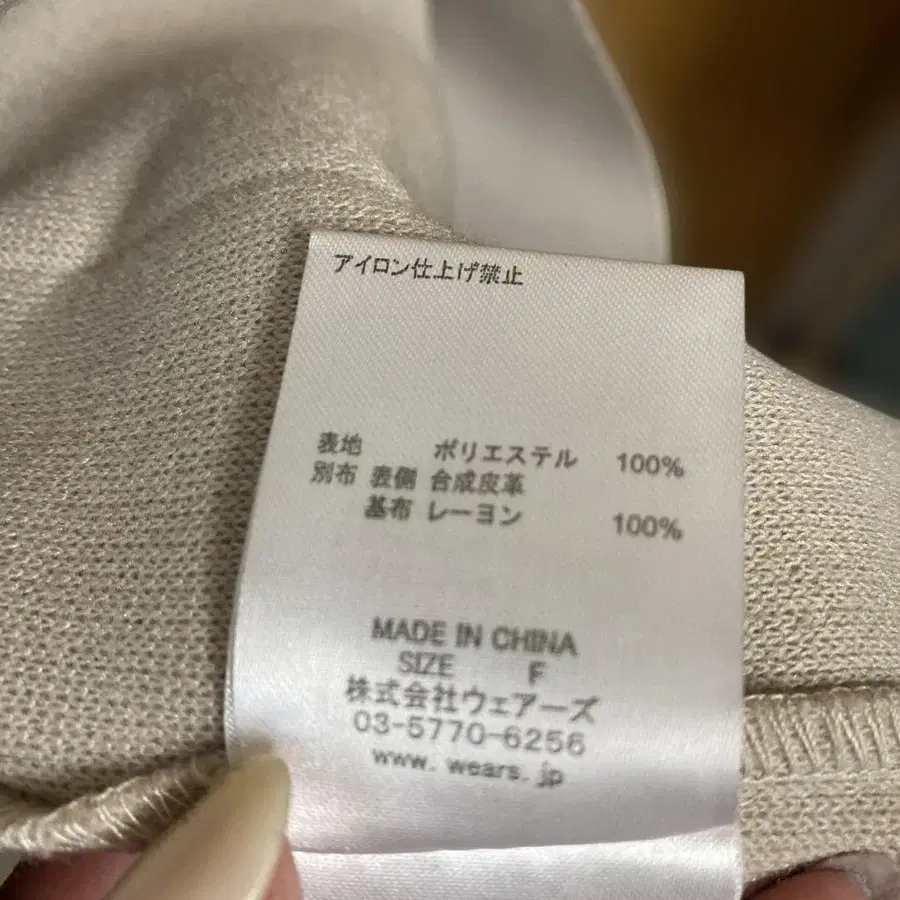 アイロン仕上げ禁止
表地 ポリエステル 100%
別布 表側 合成皮革
基布 レーヨン 100%
MADE IN CHINA
SIZE F
株式会社ウェアーズ
03-5770-6256
www.wears.jp